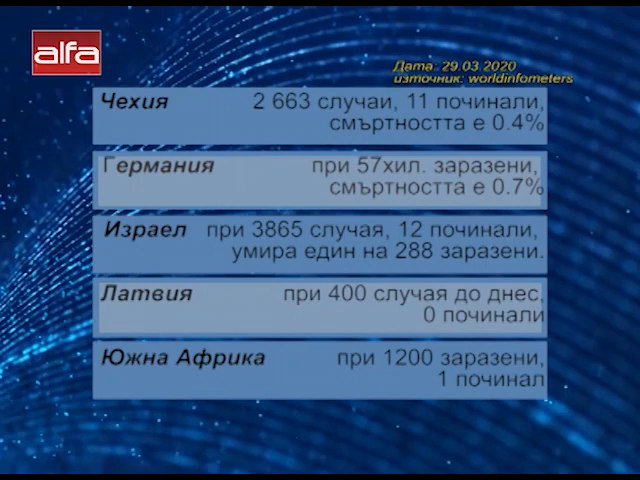 alfa
Дата: 29.03.2020
източник: worldinfometers
Чехия 2 663 случаи, 11 починали,
смъртността е 0.4%
Германия при 57хил. заразени,
смъртността е 0.7%
Израел при 3865 случая, 12 починали,
умира един на 288 заразени.
Латвия при 400 случая до днес,
0 починали
Южна Африка при 1200 заразени,
1 починал